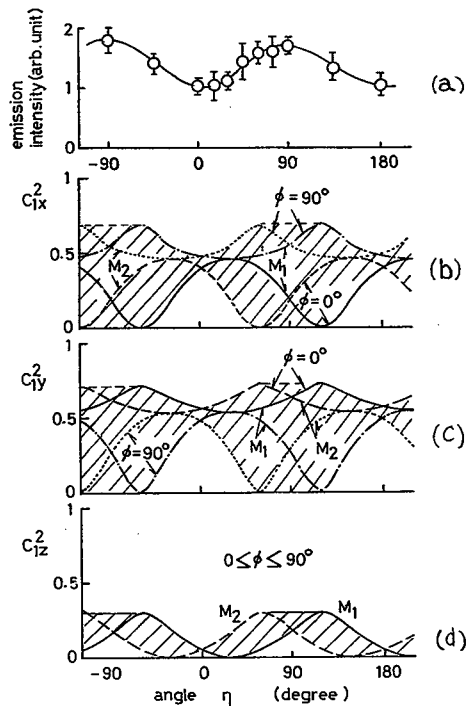 emission
intensity (arb. unit)
2
1
0
-90
0
90
180
(a)
C²1x
1
0.5
0
φ = 90°
M2
M1
φ = 0°
(b)
C²1y
1
0.5
0
φ = 0°
φ = 90°
M1
M2
(c)
C²1z
1
0.5
0
0 ≤ φ ≤ 90°
M2
M1
(d)
-90
0
90
180
angle η (degree)